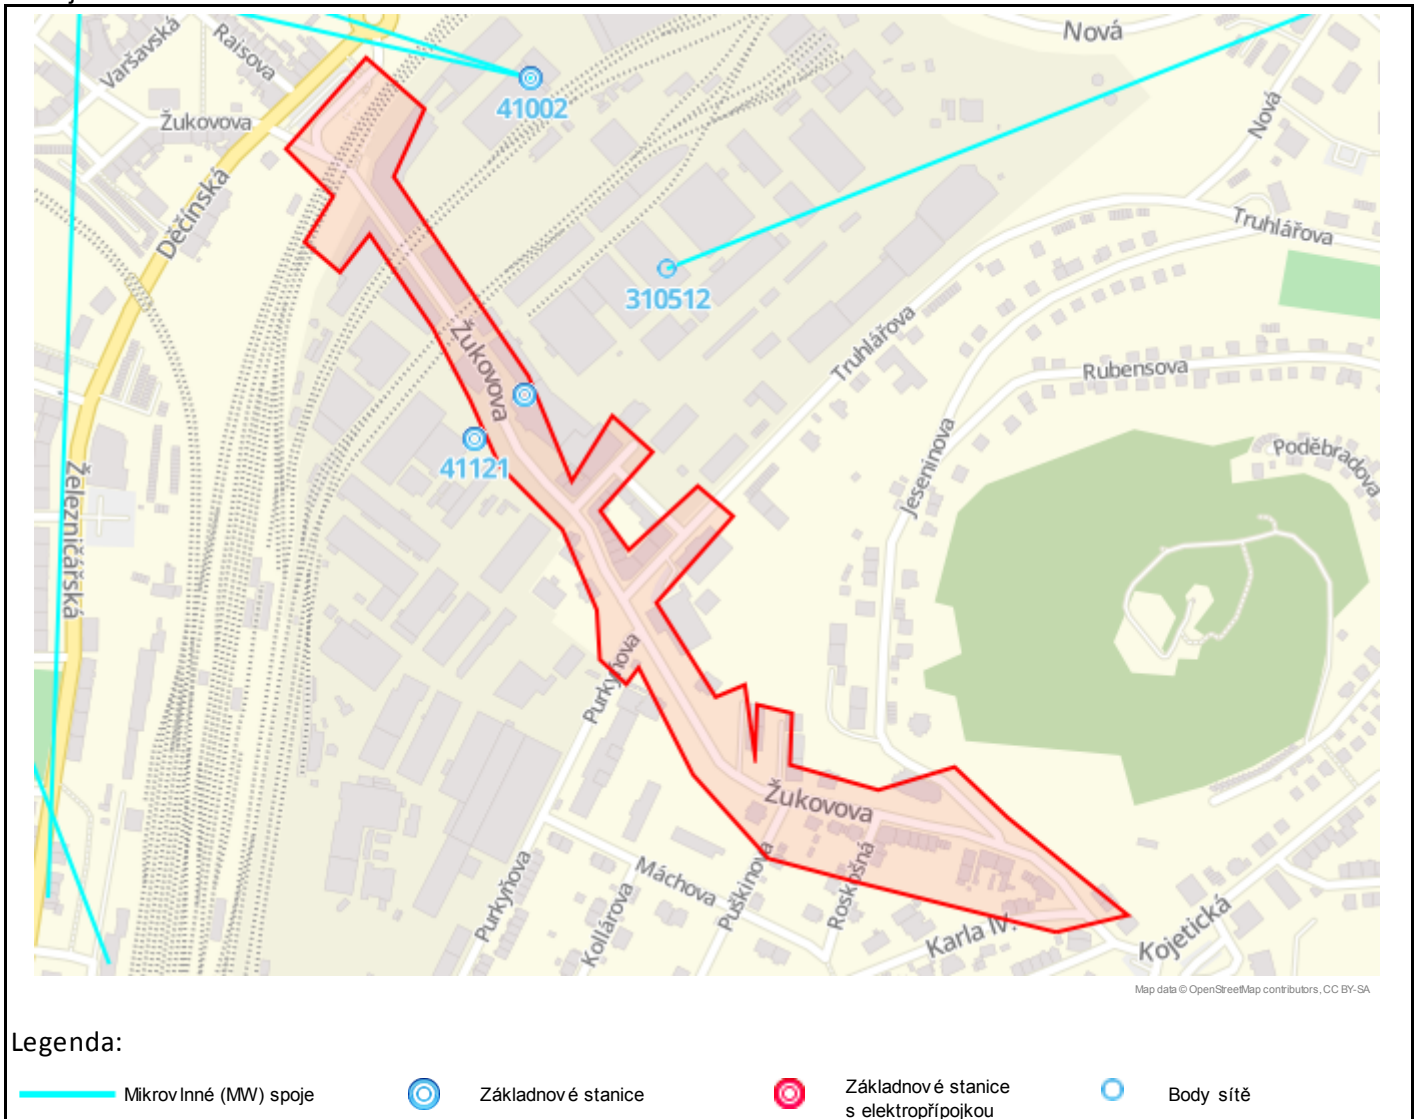 Nová
Varšavská
Raisova
41002
Žukovova
Nová
Děčínská
Truhlářova
310512
Truhlářova
Žukovova
Rubensova
Jesenínova
Poděbradova
41121
Železničářská
Purkyňova
Žukovova
Máchova
Puškinova
Roskošná
Purkyňova
Kollárova
Karla IV.
Kojetická
Map data © OpenStreetMap contributors, CC BY-SA
Legenda:
Mikrovlnné (MW) spoje
Základnové stanice
Základnové stanice
s elektropřípojkou
Body sítě